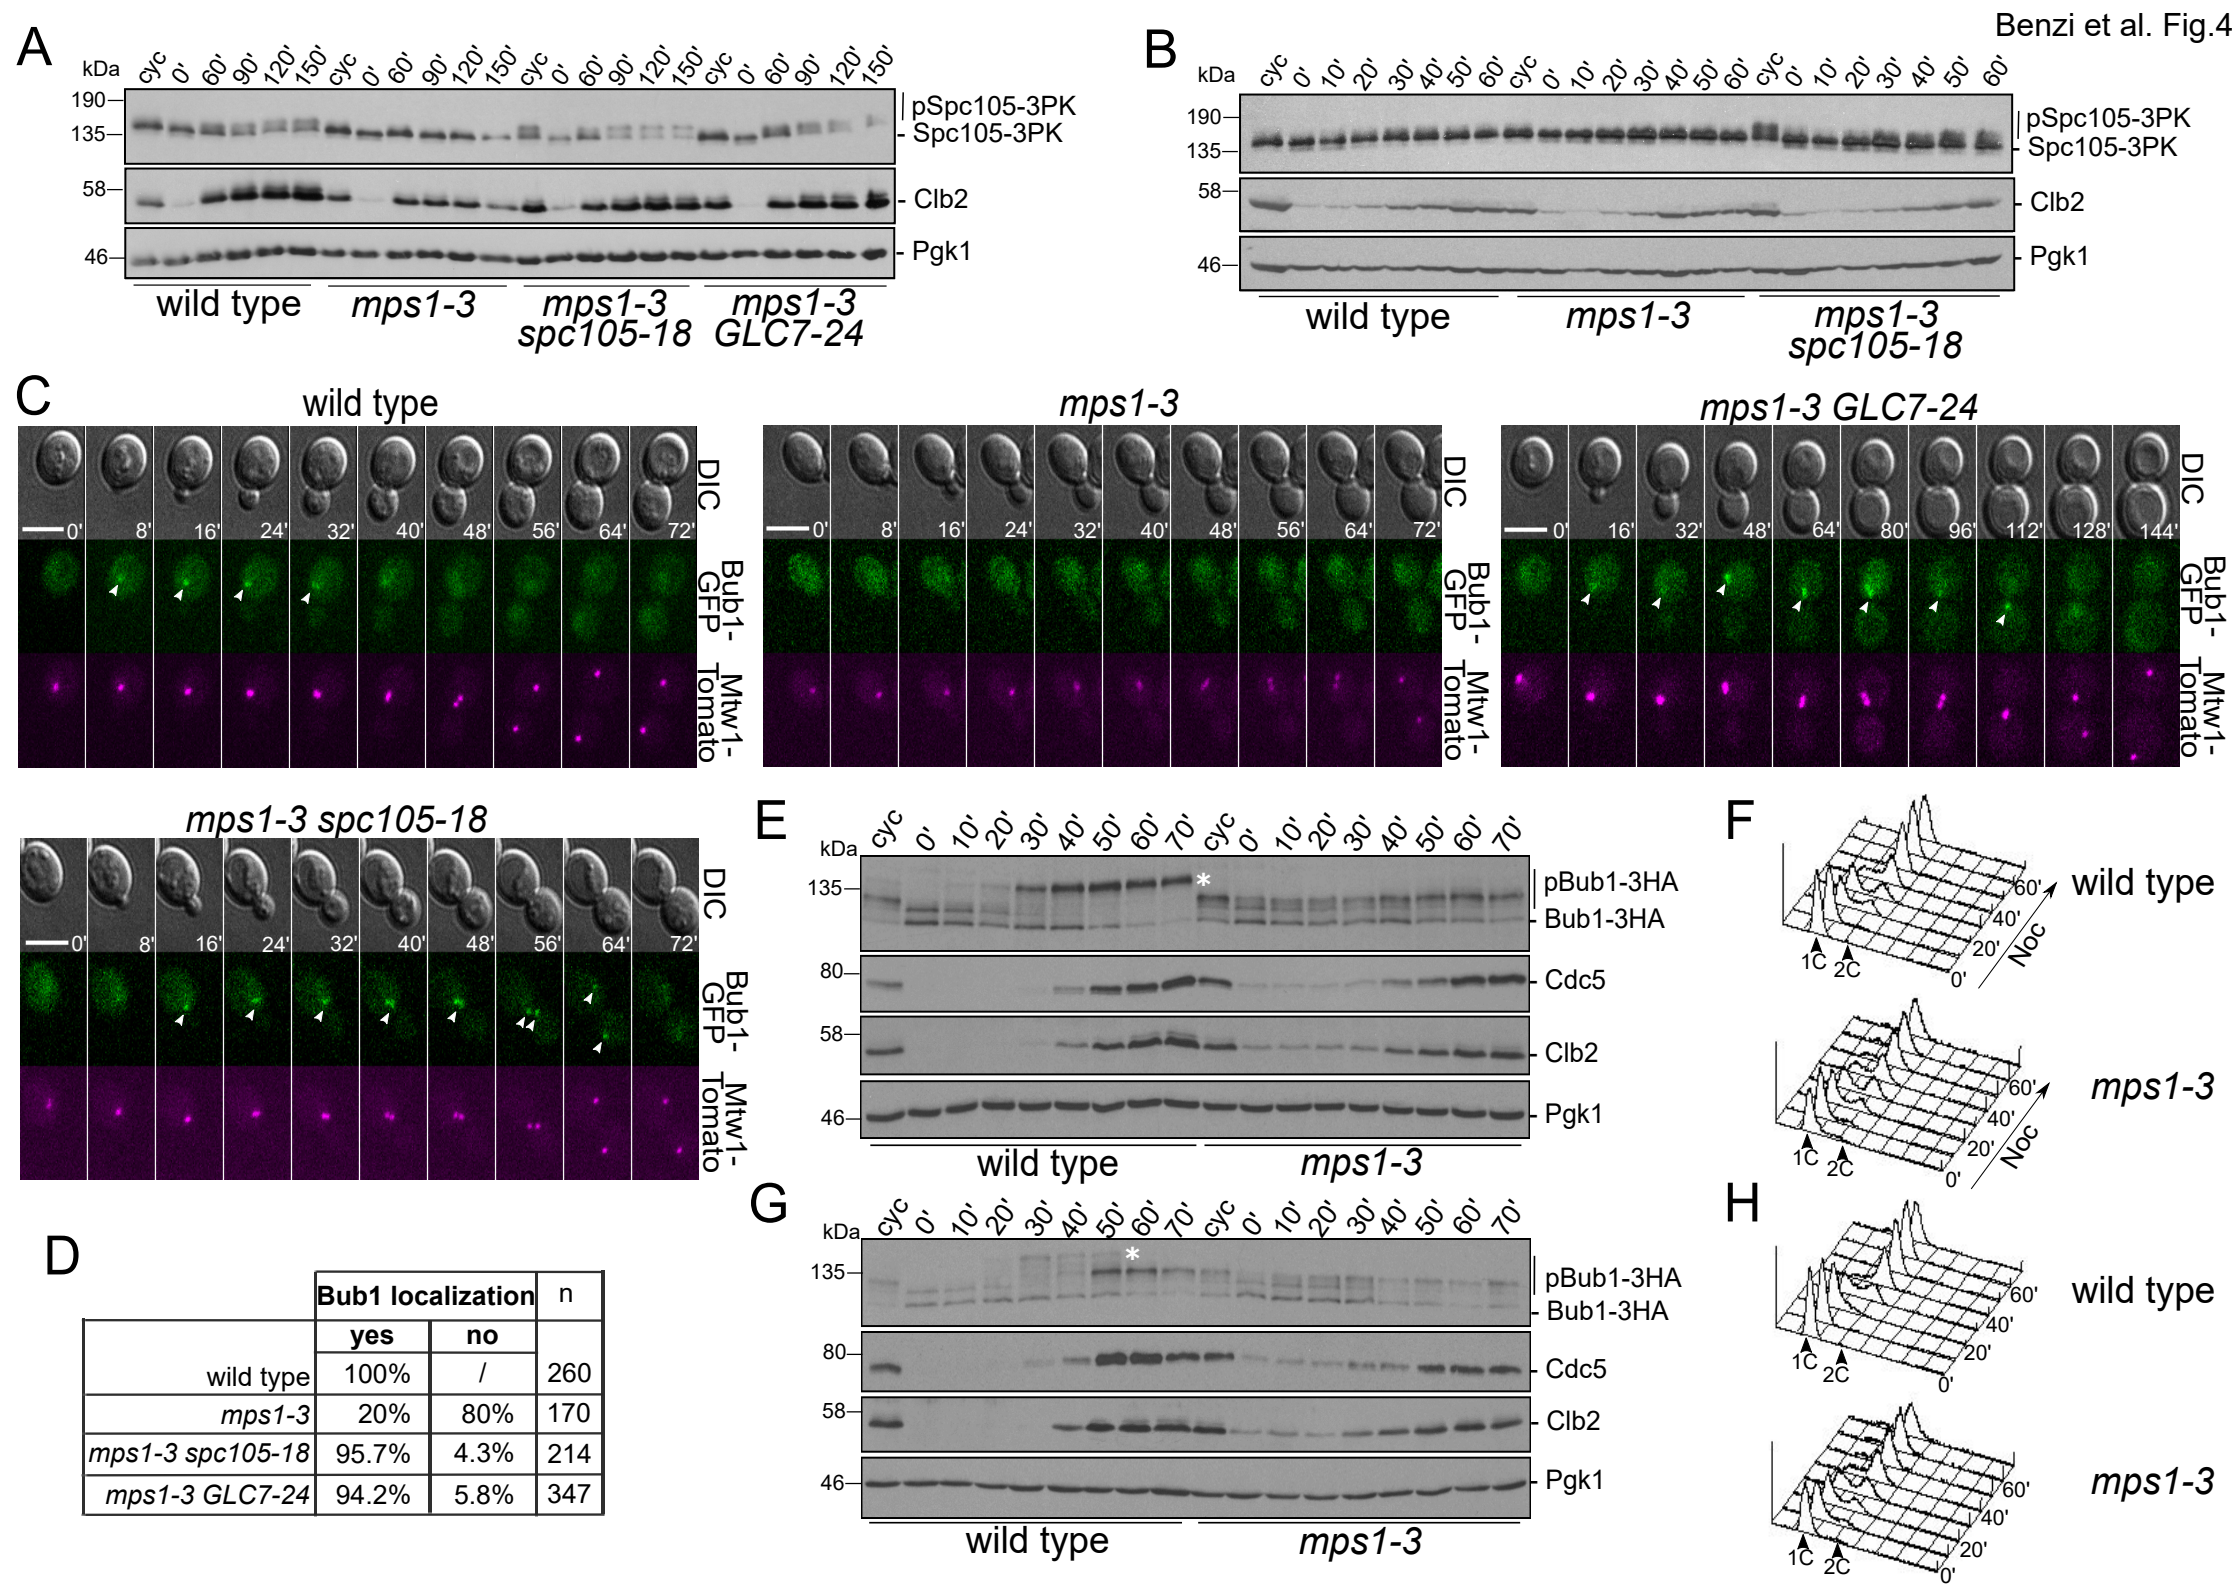 Benzi et al. Fig.4
A
kDa
cyc 0' 60' 90' 120' 150' cyc 0' 60' 90' 120' 150' cyc 0' 60' 90' 120' 150' cyc 0' 60' 90' 120' 150'
190
135
pSpc105-3PK
Spc105-3PK
58
Clb2
46
Pgk1
wild type
mps1-3
mps1-3
spc105-18
mps1-3
GLC7-24
B
kDa
cyc 0' 10' 20' 30' 40' 50' 60' cyc 0' 10' 20' 30' 40' 50' 60' cyc 0' 10' 20' 30' 40' 50' 60'
190
135
pSpc105-3PK
Spc105-3PK
58
Clb2
46
Pgk1
wild type
mps1-3
mps1-3
spc105-18
C
wild type
0' 8' 16' 24' 32' 40' 48' 56' 64' 72'
DIC
Bub1-
GFP
Mtw1-
Tomato
mps1-3
0' 8' 16' 24' 32' 40' 48' 56' 64' 72'
DIC
Bub1-
GFP
Mtw1-
Tomato
mps1-3 GLC7-24
0' 16' 32' 48' 64' 80' 96' 112' 128' 144'
DIC
Bub1-
GFP
Mtw1-
Tomato
mps1-3 spc105-18
0' 8' 16' 24' 32' 40' 48' 56' 64' 72'
DIC
Bub1-
GFP
Mtw1-
Tomato
D
Bub1 localization n
yes no
wild type 100% / 260
mps1-3 20% 80% 170
mps1-3 spc105-18 95.7% 4.3% 214
mps1-3 GLC7-24 94.2% 5.8% 347
E
kDa
cyc 0' 10' 20' 30' 40' 50' 60' 70' cyc 0' 10' 20' 30' 40' 50' 60' 70'
135
*
pBub1-3HA
Bub1-3HA
80
Cdc5
58
Clb2
46
Pgk1
wild type
mps1-3
F
wild type
60'
40'
20'
0'
Noc
1C 2C
mps1-3
60'
40'
20'
0'
Noc
1C 2C
G
kDa
cyc 0' 10' 20' 30' 40' 50' 60' 70' cyc 0' 10' 20' 30' 40' 50' 60' 70'
135
*
pBub1-3HA
Bub1-3HA
80
Cdc5
58
Clb2
46
Pgk1
wild type
mps1-3
H
wild type
60'
40'
20'
0'
1C 2C
mps1-3
60'
40'
20'
0'
1C 2C